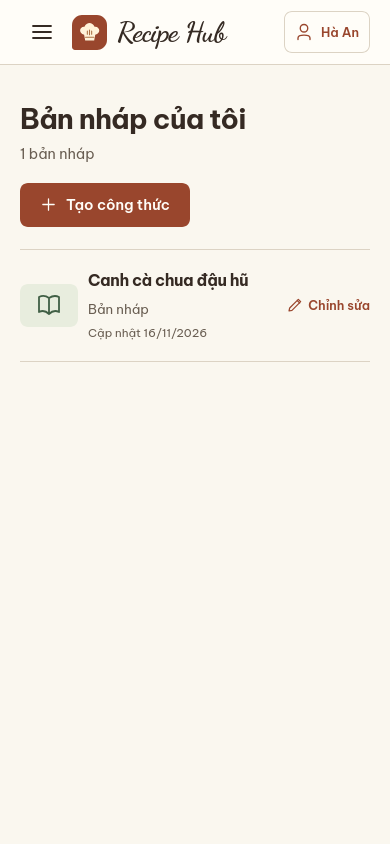 Recipe Hub
Hà An
Bản nháp của tôi
1 bản nháp
Tạo công thức
Canh cà chua đậu hũ
Bản nháp
Cập nhật 16/11/2026
Chỉnh sửa